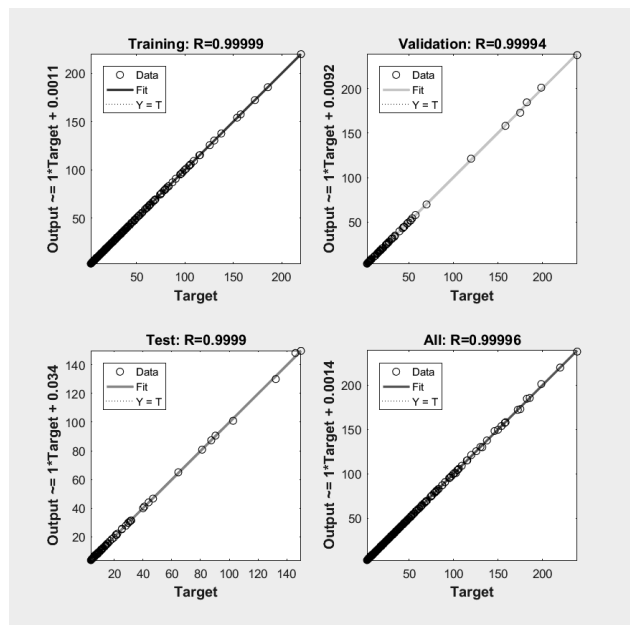 Training: R=0.99999
Output ~= 1*Target + 0.0011
200
150
100
50
Data
Fit
Y = T
50 100 150 200
Target
Validation: R=0.99994
Output ~= 1*Target + 0.0092
200
150
100
50
Data
Fit
Y = T
50 100 150 200
Target
Test: R=0.9999
Output ~= 1*Target + 0.034
140
120
100
80
60
40
20
Data
Fit
Y = T
20 40 60 80 100 120 140
Target
All: R=0.99996
Output ~= 1*Target + 0.0014
200
150
100
50
Data
Fit
Y = T
50 100 150 200
Target